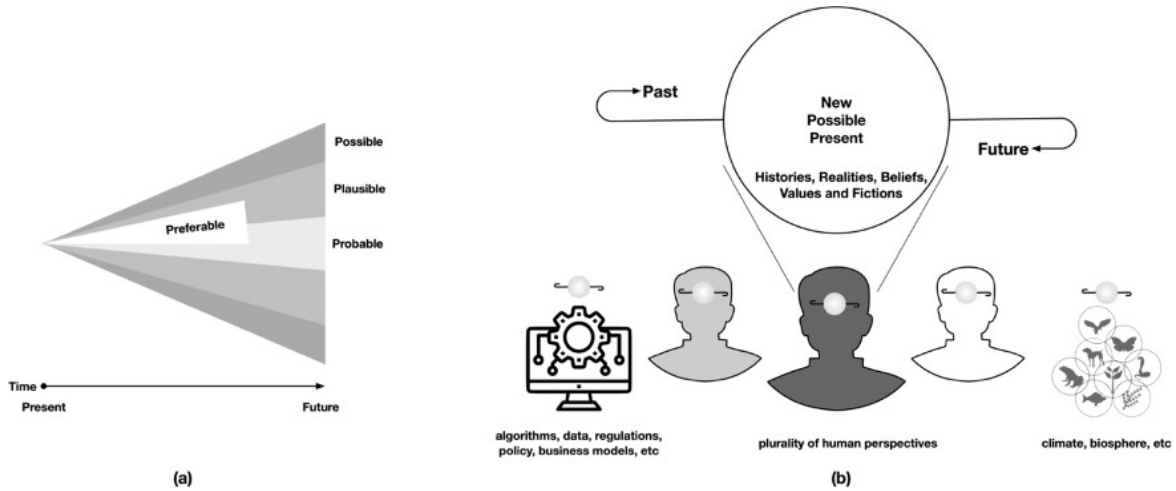 Possible
Plausible
Preferable
Probable
Time
Present
Future
(a)
Past
New
Possible
Present
Future
Histories, Realities, Beliefs,
Values and Fictions
algorithms, data, regulations,
policy, business models, etc
plurality of human perspectives
climate, biosphere, etc
(b)